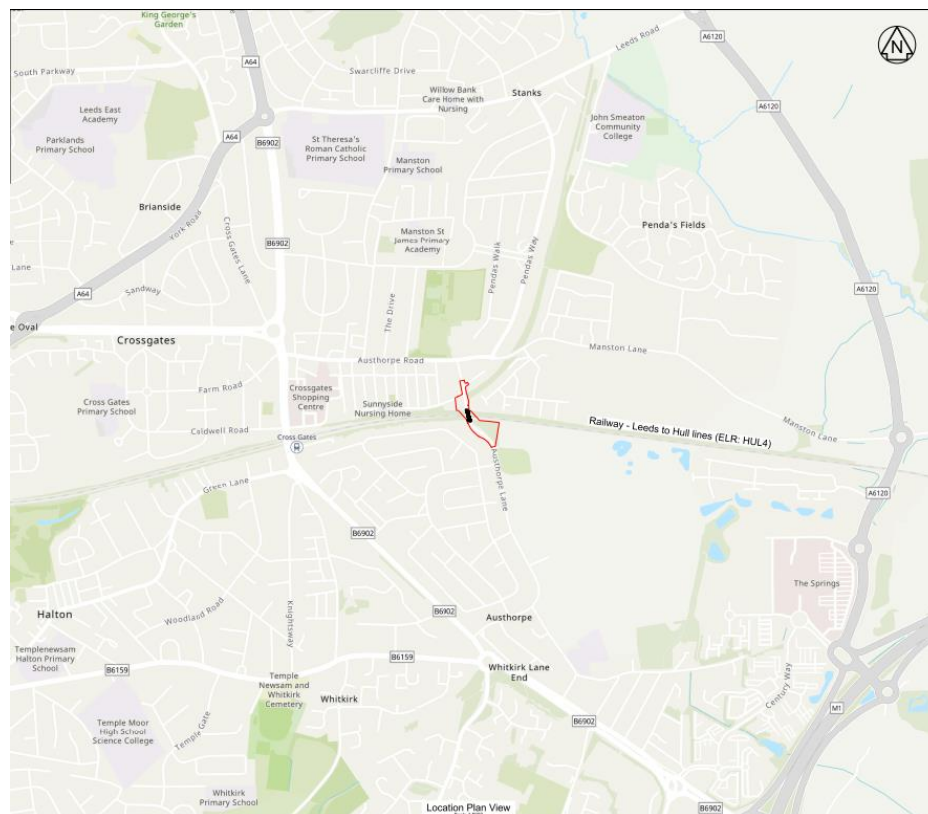 King George's
Garden
A6120
N
Leeds Road
A64
South Parkway
Swarcliffe Drive
Willow Bank
Care Home with
Nursing
Stanks
A6120
Leeds East
Academy
John Smeaton
Community
College
A64
B6902
St Theresa's
Roman Catholic
Primary School
Parklands
Primary School
Manston
Primary School
Brianside
York Road
Cross Gates Lane
Penda's Fields
Manston St
James Primary
Academy
Pendas Walk
Pendas Way
B6902
Lane
Sandway
A64
A6120
The Drive
e Oval
Crossgates
Manston Lane
Austhorpe Road
Farm Road
Crossgates
Shopping
Centre
Cross Gates
Primary School
Sunnyside
Nursing Home
Caldwell Road
Cross Gates
Railway - Leeds to Hull lines (ELR: HUL4)
Manston Lane
Austhorpe Lane
Green Lane
A6120
B6902
The Springs
Halton
Woodland Road
Knightsway
B6902
Austhorpe
Templenewsam
Halton Primary
School
B6159
B6159
Whitkirk Lane
End
Temple
Newsam and
Whitkirk
Cemetery
Whitkirk
Century Way
M1
Temple Moor
High School
Science College
Temple Gate
B6902
Whitkirk
Primary School
Location Plan View
B6902